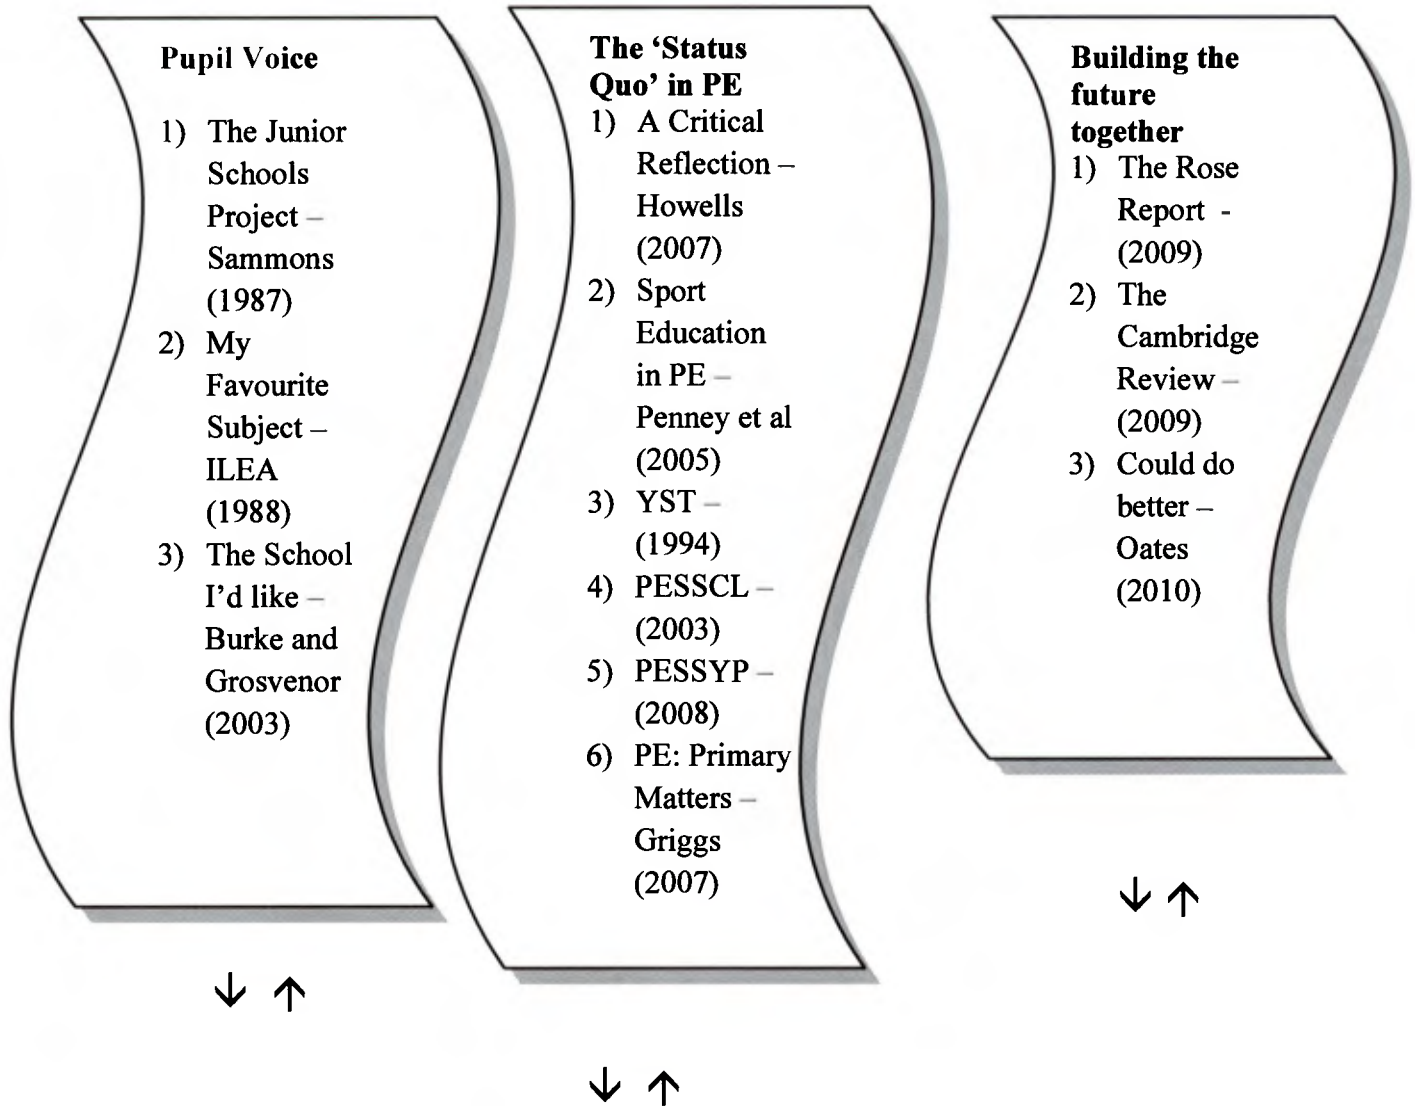 Pupil Voice
1) The Junior
Schools
Project –
Sammons
(1987)
2) My
Favourite
Subject –
ILEA
(1988)
3) The School
I'd like –
Burke and
Grosvenor
(2003)
The ‘Status
Quo’ in PE
1) A Critical
Reflection –
Howells
(2007)
2) Sport
Education
in PE –
Penney et al
(2005)
3) YST –
(1994)
4) PESSCL –
(2003)
5) PESSYP –
(2008)
6) PE: Primary
Matters –
Griggs
(2007)
Building the
future
together
1) The Rose
Report -
(2009)
2) The
Cambridge
Review –
(2009)
3) Could do
better –
Oates
(2010)
↓ ↑
↓ ↑
↓ ↑